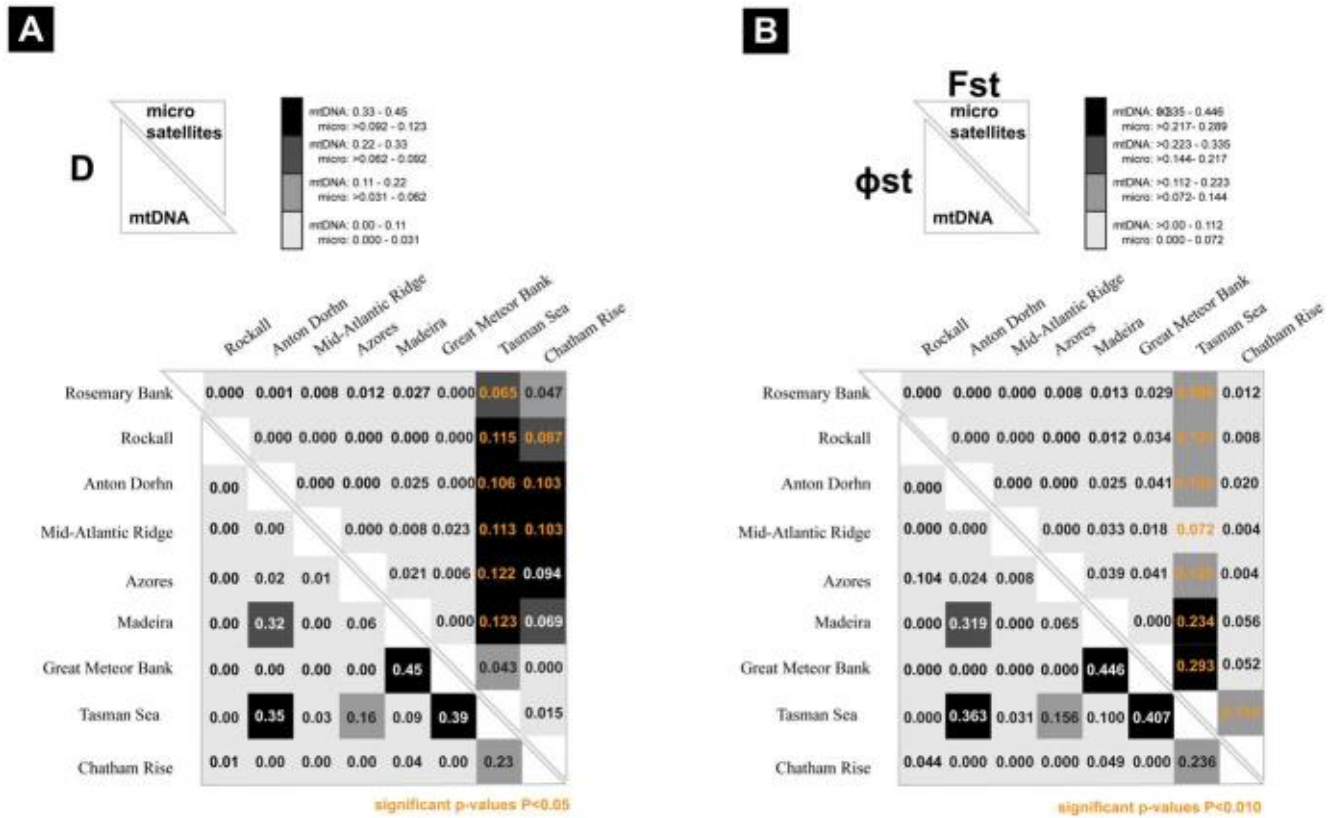 A
micro
satellites
D
mtDNA
mtDNA: 0.33 - 0.45
micro: >0.092 - 0.123
mtDNA: 0.22 - 0.33
micro: >0.062 - 0.092
mtDNA: 0.11 - 0.22
micro: >0.031 - 0.062
mtDNA: 0.00 - 0.11
micro: 0.000 - 0.031
Rockall
Anton Dorhn
Mid-Atlantic Ridge
Azores
Madeira
Great Meteor Bank
Tasman Sea
Chatham Rise
Rosemary Bank 0.000 0.001 0.008 0.012 0.027 0.000 0.065 0.047
Rockall 0.000 0.000 0.000 0.000 0.000 0.115 0.087
Anton Dorhn 0.00 0.000 0.000 0.025 0.000 0.106 0.103
Mid-Atlantic Ridge 0.00 0.00 0.000 0.008 0.023 0.113 0.103
Azores 0.00 0.02 0.01 0.021 0.006 0.122 0.094
Madeira 0.00 0.32 0.00 0.06 0.000 0.123 0.069
Great Meteor Bank 0.00 0.00 0.00 0.00 0.45 0.043 0.000
Tasman Sea 0.00 0.35 0.03 0.16 0.09 0.39 0.015
Chatham Rise 0.01 0.00 0.00 0.00 0.04 0.00 0.23
significant p-values P<0.05
B
Fst
micro
satellites
ϕst
mtDNA
mtDNA: - 0.446
micro: >0.217- 0.289
mtDNA: >0.223 - 0.335
micro: >0.144- 0.217
mtDNA: >0.112 - 0.223
micro: >0.072- 0.144
mtDNA: >0.00 - 0.112
micro: 0.000 - 0.072
Rockall
Anton Dorhn
Mid-Atlantic Ridge
Azores
Madeira
Great Meteor Bank
Tasman Sea
Chatham Rise
Rosemary Bank 0.000 0.000 0.000 0.008 0.013 0.029 0.012
Rockall 0.000 0.000 0.000 0.012 0.034 0.008
Anton Dorhn 0.000 0.000 0.000 0.025 0.041 0.020
Mid-Atlantic Ridge 0.000 0.000 0.000 0.033 0.018 0.072 0.004
Azores 0.104 0.024 0.008 0.039 0.041 0.004
Madeira 0.000 0.319 0.000 0.065 0.000 0.234 0.056
Great Meteor Bank 0.000 0.000 0.000 0.000 0.446 0.293 0.052
Tasman Sea 0.000 0.363 0.031 0.156 0.100 0.407
Chatham Rise 0.044 0.000 0.000 0.000 0.049 0.000 0.236
significant p-values P<0.010